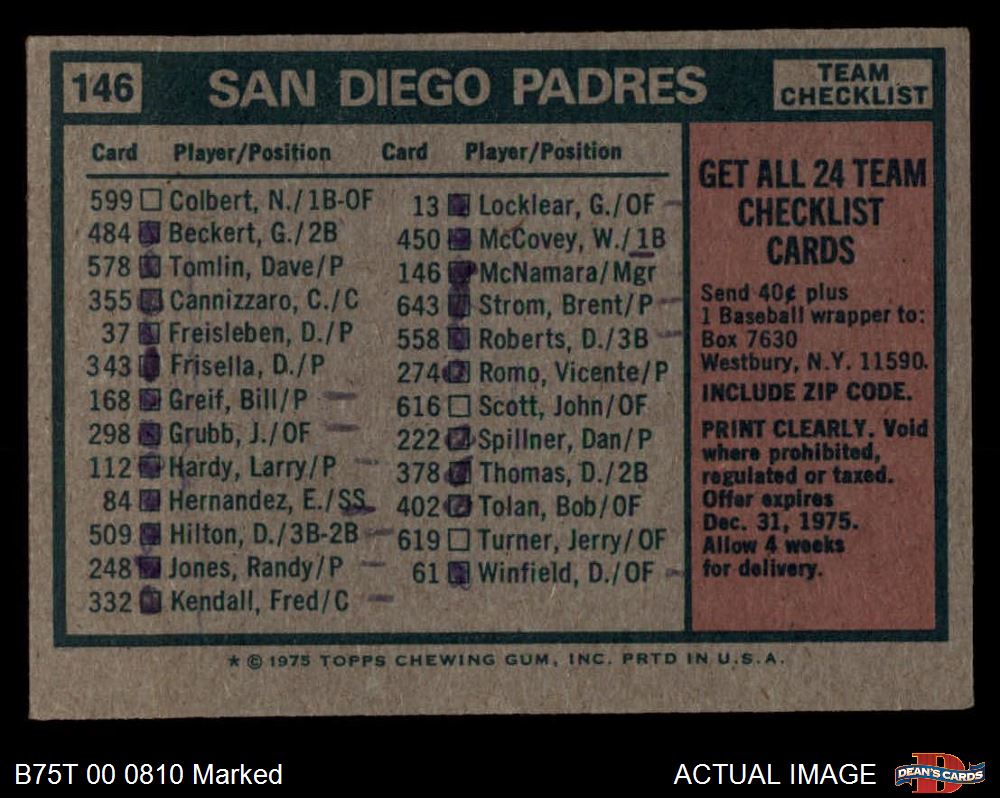 146
SAN DIEGO PADRES
TEAM
CHECKLIST
Card Player/Position
599 Colbert, N./1B-OF
484 Beckert, G./2B
578 Tomlin, Dave/P
355 Cannizzaro, C./C
37 Freisleben, D./P
343 Frisella, D./P
168 Greif, Bill/P
298 Grubb, J./OF
112 Hardy, Larry/P
84 Hernandez, E./SS
509 Hilton, D./3B-2B
248 Jones, Randy/P
332 Kendall, Fred/C
Card Player/Position
13 Locklear, G./OF
450 McCovey, W./1B
146 McNamara/Mgr
643 Strom, Brent/P
558 Roberts, D./3B
274 Romo, Vicente/P
616 Scott, John/OF
222 Spillner, Dan/P
378 Thomas, D./2B
402 Tolan, Bob/OF
619 Turner, Jerry/OF
61 Winfield, D./OF
GET ALL 24 TEAM
CHECKLIST
CARDS
Send 40¢ plus
1 Baseball wrapper to:
Box 7630
Westbury, N.Y. 11590.
INCLUDE ZIP CODE.
PRINT CLEARLY. Void
where prohibited,
regulated or taxed.
Offer expires
Dec. 31, 1975.
Allow 4 weeks
for delivery.
* © 1975 TOPPS CHEWING GUM, INC. PRTD IN U.S.A.
B75T 00 0810 Marked
ACTUAL IMAGE
DEAN'S CARDS